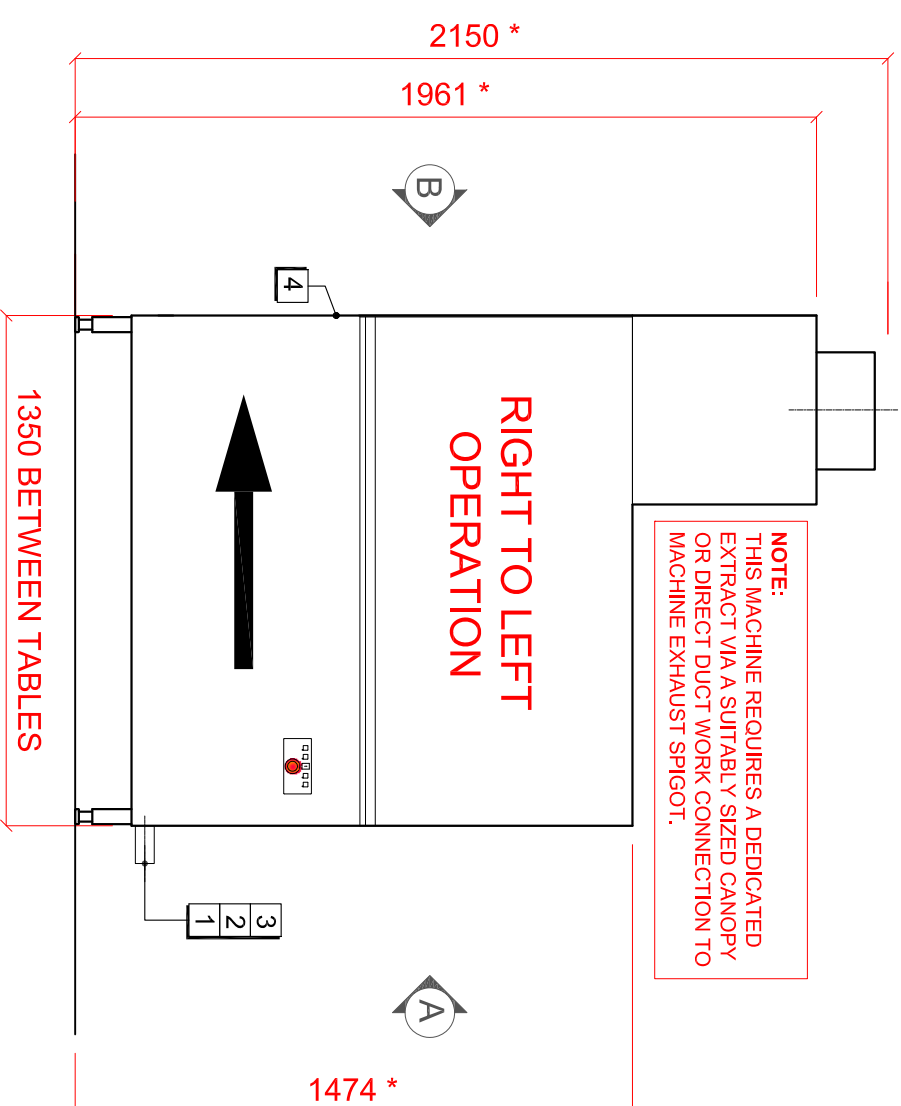 2150 *
1961 *
B
4
RIGHT TO LEFT
OPERATION
NOTE:
THIS MACHINE REQUIRES A DEDICATED
EXTRACT VIA A SUITABLY SIZED CANOPY
OR DIRECT DUCT WORK CONNECTION TO
MACHINE EXHAUST SPIGOT.
1350 BETWEEN TABLES
1
2
3
A
1474 *